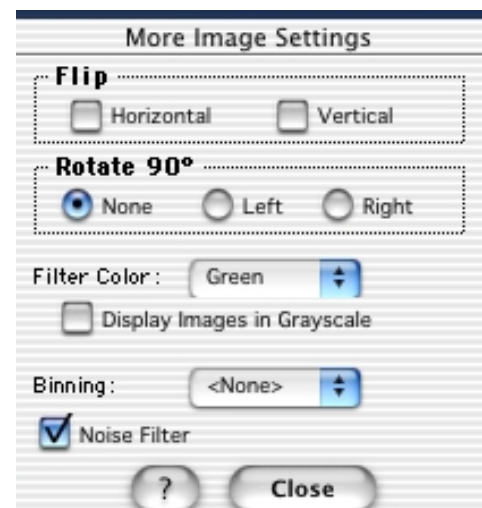 More Image Settings
Flip
Horizontal Vertical
Rotate 90°
None Left Right
Filter Color: Green
Display Images in Grayscale
Binning: <None>
Noise Filter
? Close